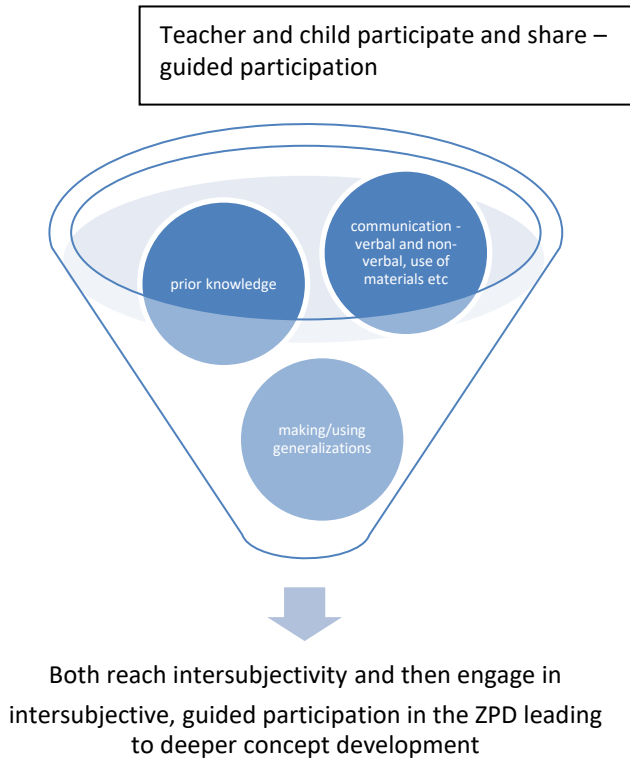 Teacher and child participate and share –
guided participation
communication -
verbal and non-
verbal, use of
materials etc
prior knowledge
making/using
generalizations
Both reach intersubjectivity and then engage in
intersubjective, guided participation in the ZPD leading
to deeper concept development